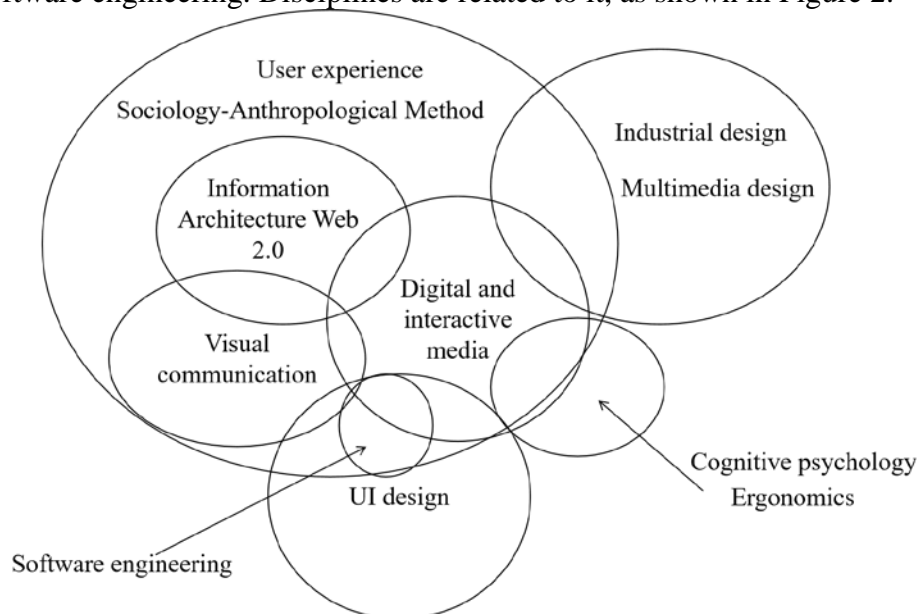 ftware engineering. Disciplines are related to it, as shown in Figure 2.
User experience
Sociology-Anthropological Method
Industrial design
Multimedia design
Information
Architecture Web
2.0
Digital and
interactive
media
Visual
communication
Cognitive psychology
Ergonomics
UI design
Software engineering